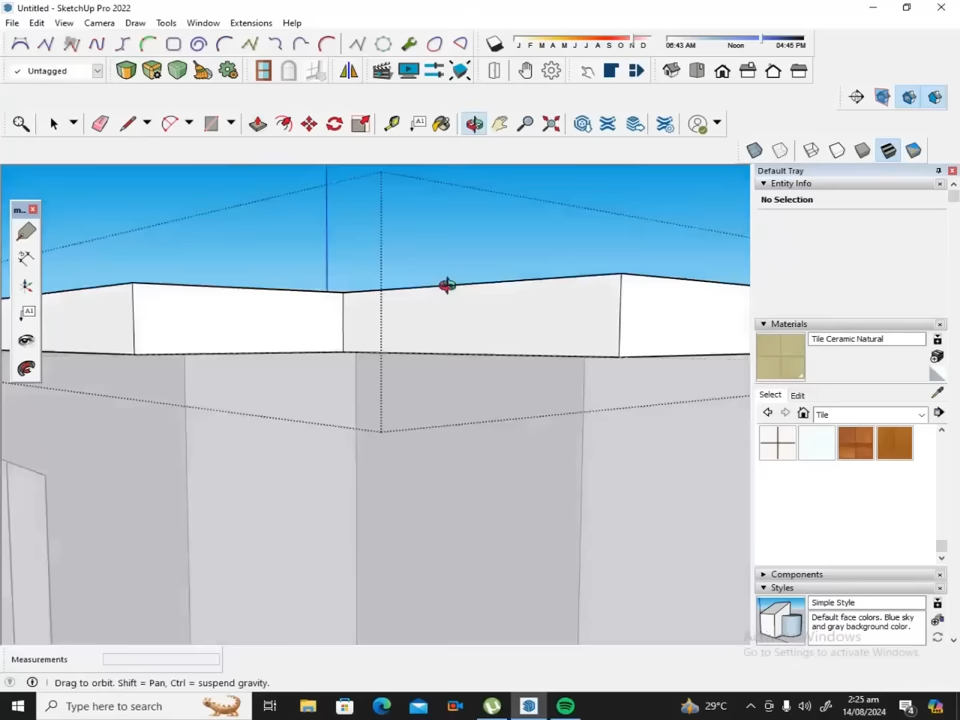 Untitled - SketchUp Pro 2022
File Edit View Camera Draw Tools Window Extensions Help
J F M A M J J A S O N D
06:43 AM Noon 04:45 PM
Untagged
Default Tray
Entity Info
No Selection
m...
A1
Materials
Tile Ceramic Natural
Select Edit
Tile
Components
Styles
Simple Style
Default face colors. Blue sky
and gray background color.
Activate Windows
Go to Settings to activate Windows.
Measurements
Drag to orbit. Shift = Pan, Ctrl = suspend gravity.
Type here to search
29°C
2:25 am
14/08/2024
4